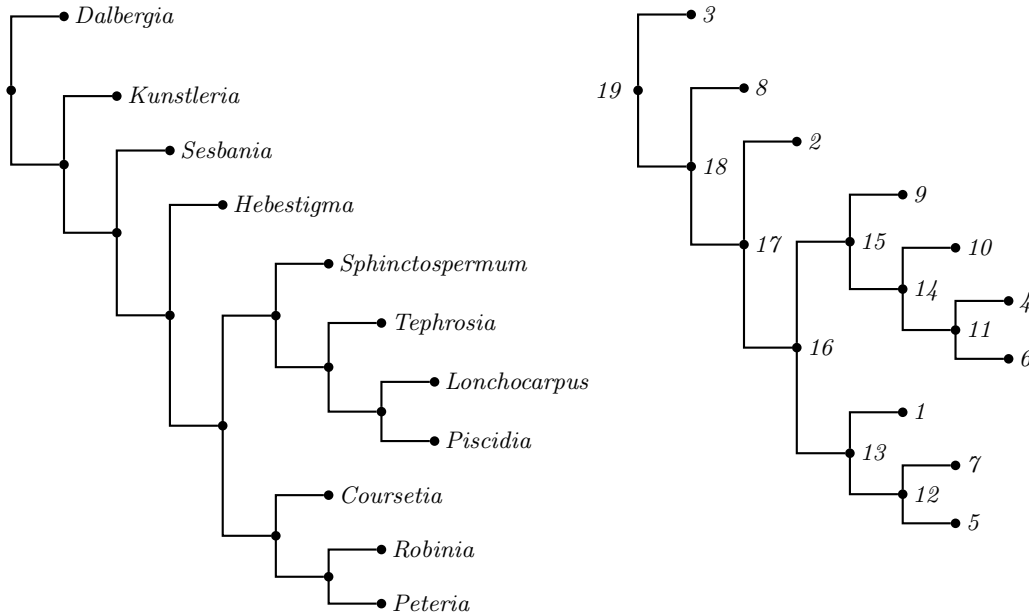 Dalbergia
Kunstleria
Sesbania
Hebestigma
Sphinctospermum
Tephrosia
Lonchocarpus
Piscidia
Coursetia
Robinia
Peteria
3
19
8
18
2
17
9
15
10
14
4
11
16
6
1
13
7
12
5